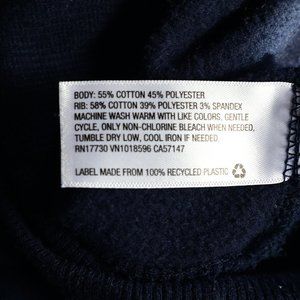 BODY: 55% COTTON 45% POLYESTER
RIB: 58% COTTON 39% POLYESTER 3% SPANDEX
MACHINE WASH WARM WITH LIKE COLORS, GENTLE
CYCLE, ONLY NON-CHLORINE BLEACH WHEN NEEDED,
TUMBLE DRY LOW, COOL IRON IF NEEDED
RN17730 VN1018596 CA57147
LABEL MADE FROM 100% RECYCLED PLASTIC